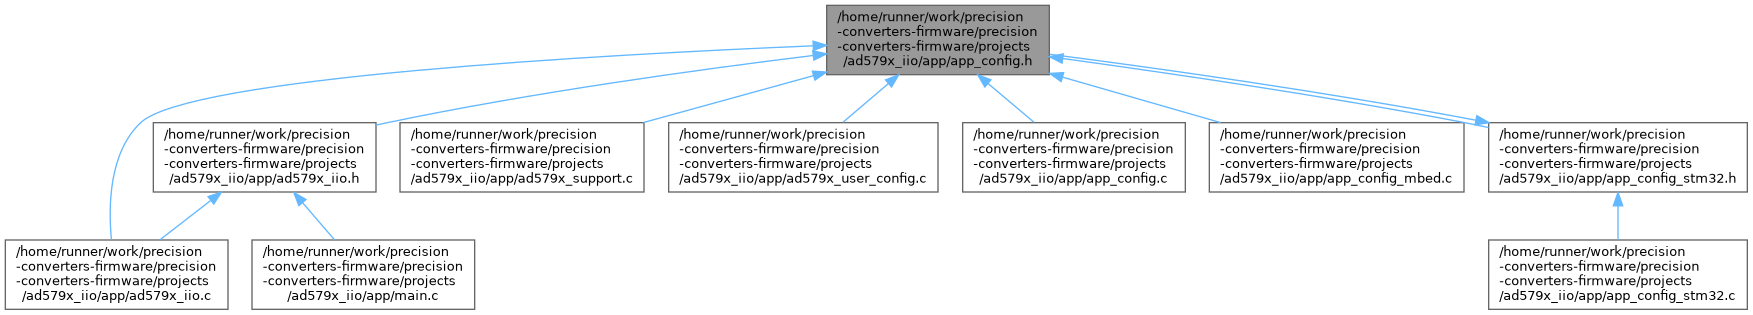 /home/runner/work/precision
-converters-firmware/precision
-converters-firmware/projects
/ad579x_iio/app/app_config.h
/home/runner/work/precision
-converters-firmware/precision
-converters-firmware/projects
/ad579x_iio/app/ad579x_iio.h
/home/runner/work/precision
-converters-firmware/precision
-converters-firmware/projects
/ad579x_iio/app/ad579x_support.c
/home/runner/work/precision
-converters-firmware/precision
-converters-firmware/projects
/ad579x_iio/app/ad579x_user_config.c
/home/runner/work/precision
-converters-firmware/precision
-converters-firmware/projects
/ad579x_iio/app/app_config.c
/home/runner/work/precision
-converters-firmware/precision
-converters-firmware/projects
/ad579x_iio/app/app_config_mbed.c
/home/runner/work/precision
-converters-firmware/precision
-converters-firmware/projects
/ad579x_iio/app/app_config_stm32.h
/home/runner/work/precision
-converters-firmware/precision
-converters-firmware/projects
/ad579x_iio/app/ad579x_iio.c
/home/runner/work/precision
-converters-firmware/precision
-converters-firmware/projects
/ad579x_iio/app/main.c
/home/runner/work/precision
-converters-firmware/precision
-converters-firmware/projects
/ad579x_iio/app/app_config_stm32.c